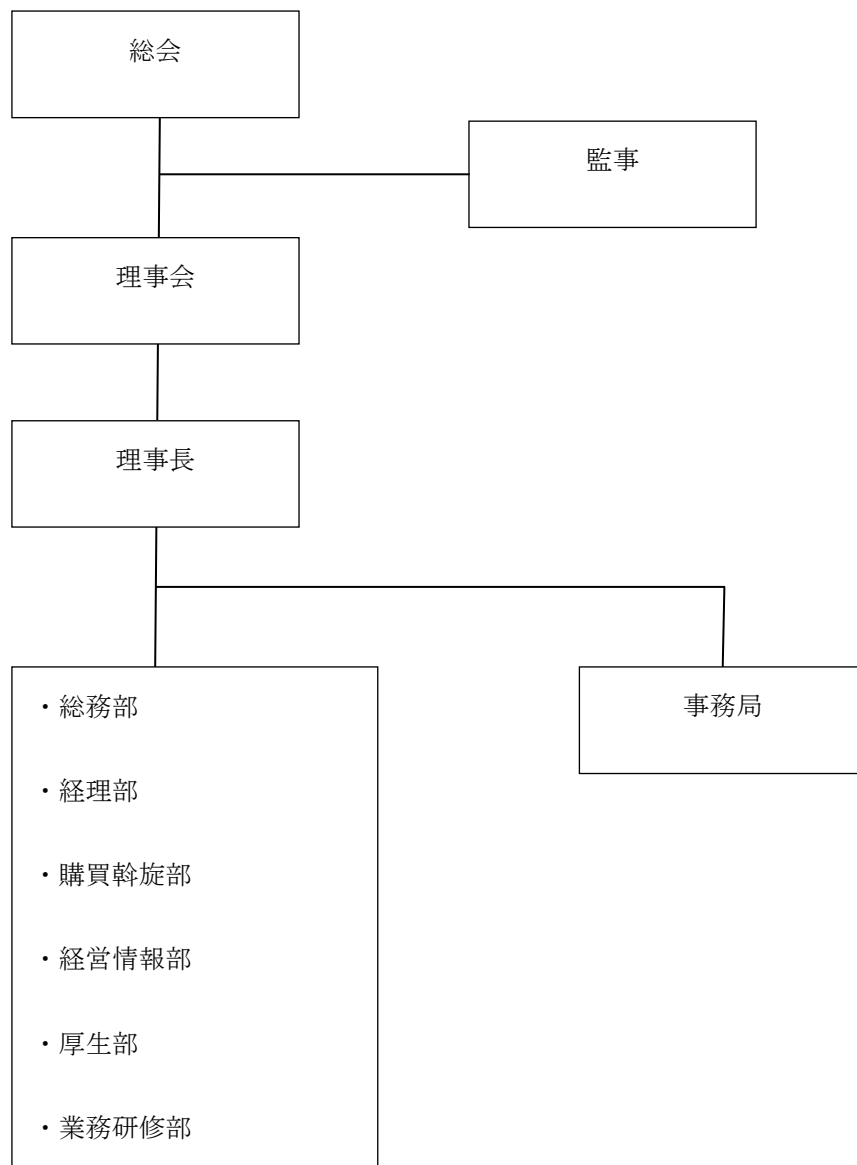 総会
監事
理事会
理事長
・総務部
事務局
・経理部
・購買斡旋部
・経営情報部
・厚生部
・業務研修部